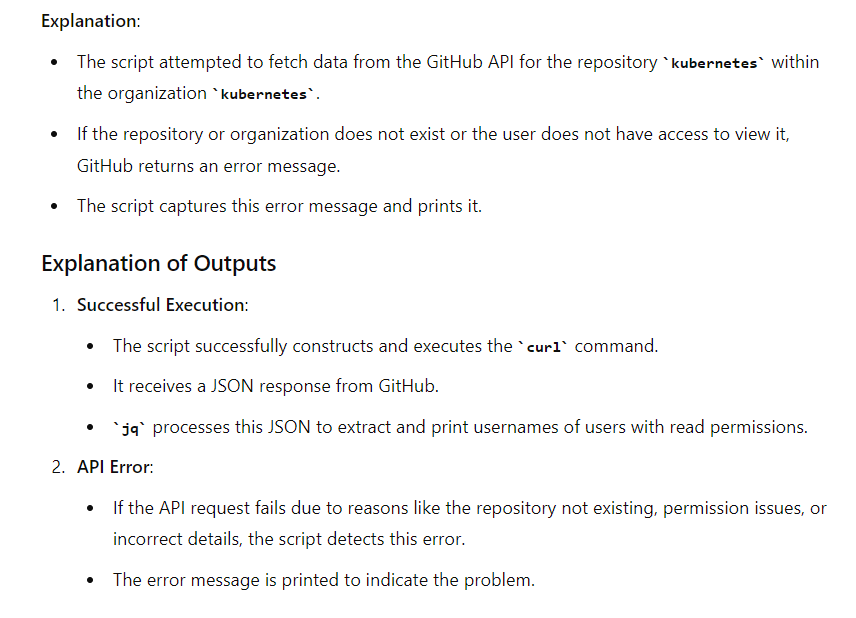 Explanation:
• The script attempted to fetch data from the GitHub API for the repository `kubernetes` within
the organization `kubernetes`.
• If the repository or organization does not exist or the user does not have access to view it,
GitHub returns an error message.
• The script captures this error message and prints it.
Explanation of Outputs
1. Successful Execution:
• The script successfully constructs and executes the `curl` command.
• It receives a JSON response from GitHub.
• `jq` processes this JSON to extract and print usernames of users with read permissions.
2. API Error:
• If the API request fails due to reasons like the repository not existing, permission issues, or
incorrect details, the script detects this error.
• The error message is printed to indicate the problem.